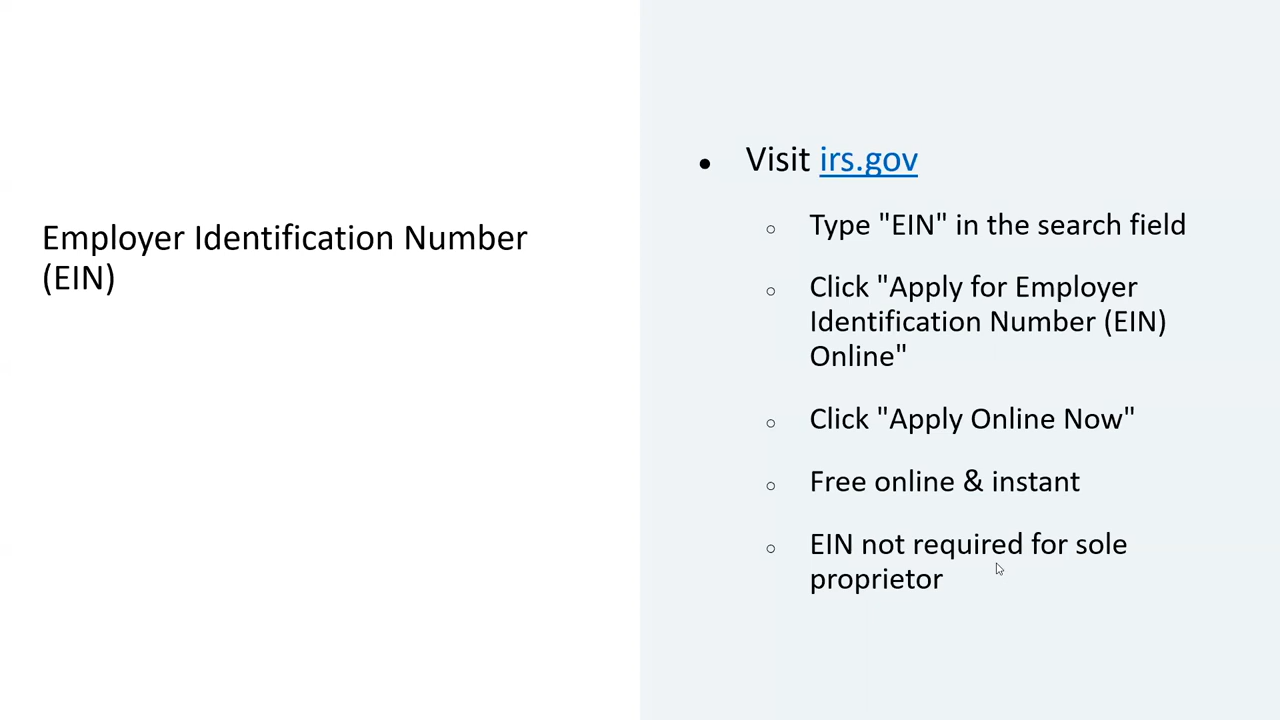 Employer Identification Number
(EIN)
Visit irs.gov
Type "EIN" in the search field
Click "Apply for Employer
Identification Number (EIN)
Online"
Click "Apply Online Now"
Free online & instant
EIN not required for sole
proprietor